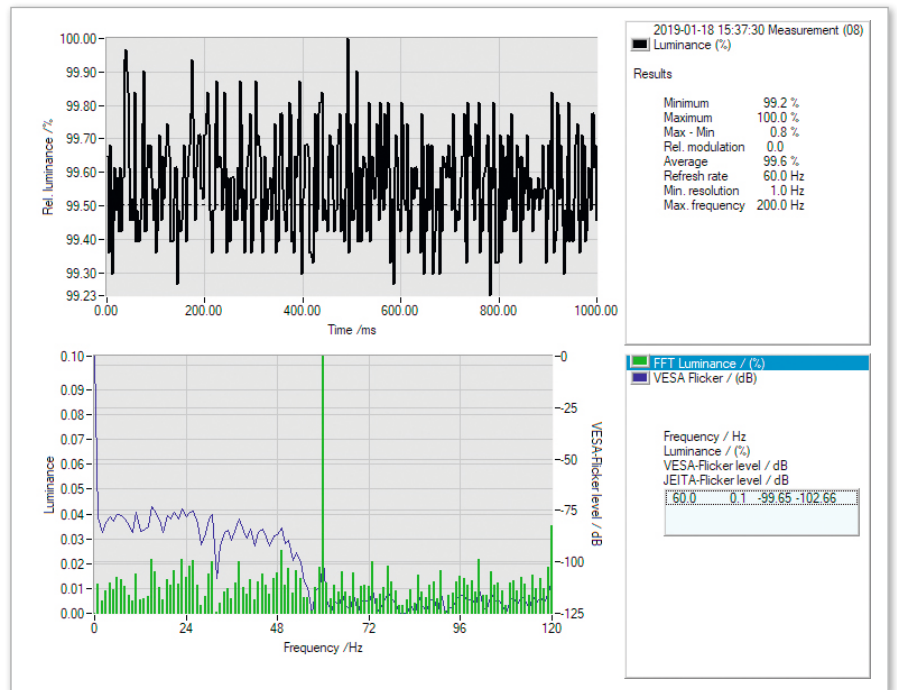 100.00
99.90
99.80
99.70
99.60
99.50
99.40
99.30
99.23
Rel. luminance /%
0.00
200.00
400.00
600.00
800.00
1000.00
Time /ms
2019-01-18 15:37:30 Measurement (08)
Luminance (%)
Results
Minimum 99.2 %
Maximum 100.0 %
Max - Min 0.8 %
Rel. modulation 0.0
Average 99.6 %
Refresh rate 60.0 Hz
Min. resolution 1.0 Hz
Max. frequency 200.0 Hz
0.10
0.09
0.08
0.07
0.06
0.05
0.04
0.03
0.02
0.01
0.00
Luminance
-0
-25
-50
-75
-100
-125
VESA-Flicker level / dB
0
24
48
72
96
120
Frequency /Hz
FFT Luminance / (%)
VESA Flicker / (dB)
Frequency / Hz
Luminance / (%)
VESA-Flicker level / dB
JEITA-Flicker level / dB
60.0 0.1 -99.65 -102.66